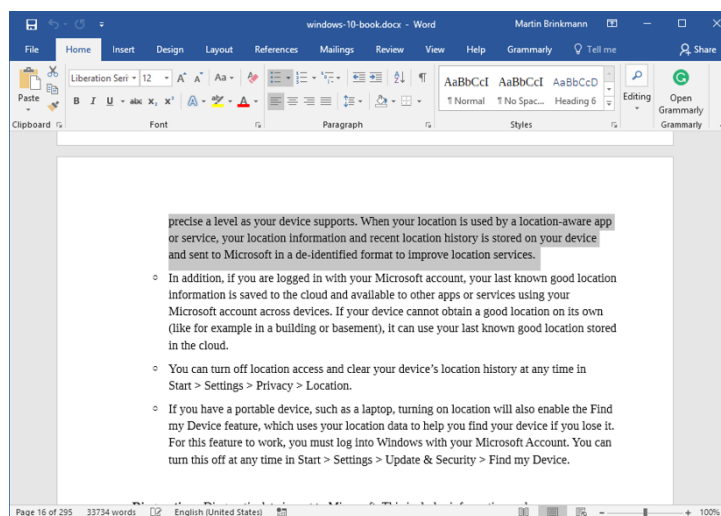 windows-10-book.docx - Word
Martin Brinkmann
File Home Insert Design Layout References Mailings Review View Help Grammarly Tell me Share
Paste
Liberation Seri 12 A A Aa
B I U abc X₂ X² A A
AaBbCcI AaBbCcI AaBbCcD
¶ Normal ¶ No Spac... Heading 6
Editing
Open Grammarly
Clipboard Font Paragraph Styles Grammarly
precise a level as your device supports. When your location is used by a location-aware app
or service, your location information and recent location history is stored on your device
and sent to Microsoft in a de-identified format to improve location services.
In addition, if you are logged in with your Microsoft account, your last known good location
information is saved to the cloud and available to other apps or services using your
Microsoft account across devices. If your device cannot obtain a good location on its own
(like for example in a building or basement), it can use your last known good location stored
in the cloud.
You can turn off location access and clear your device's location history at any time in
Start > Settings > Privacy > Location.
If you have a portable device, such as a laptop, turning on location will also enable the Find
my Device feature, which uses your location data to help you find your device if you lose it.
For this feature to work, you must log into Windows with your Microsoft Account. You can
turn this off at any time in Start > Settings > Update & Security > Find my Device.
Page 16 of 295 33734 words English (United States) 100%